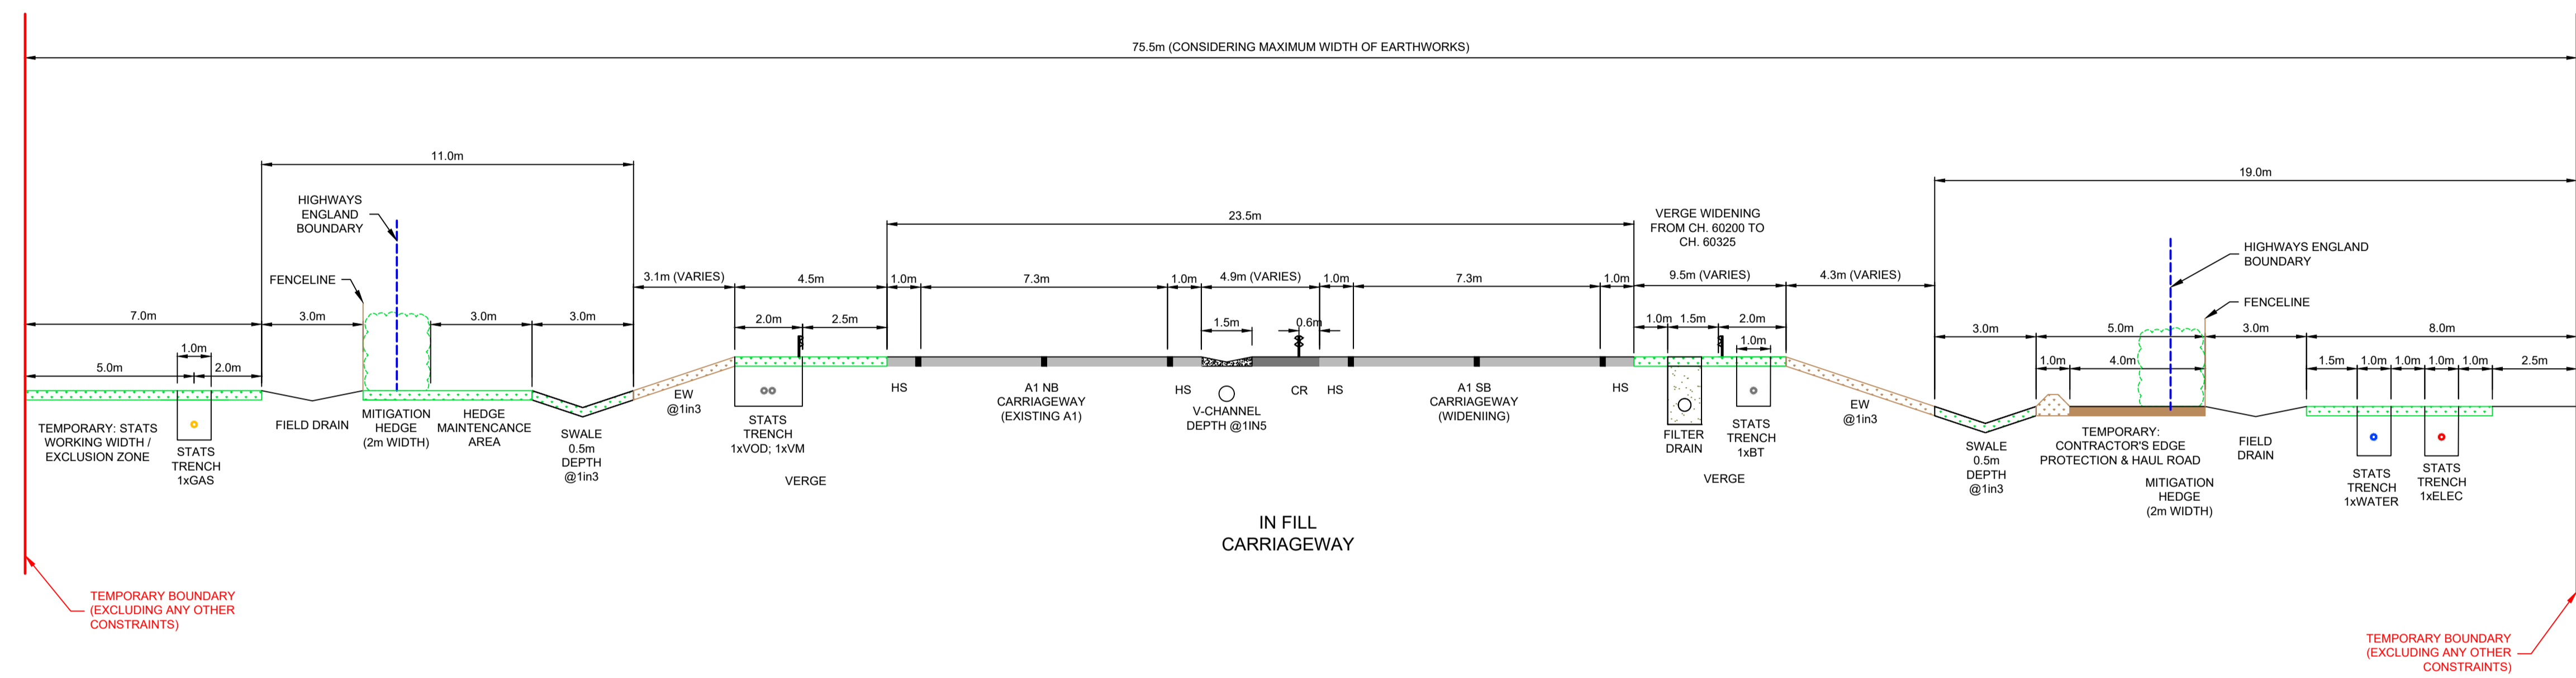 75.5m (CONSIDERING MAXIMUM WIDTH OF EARTHWORKS)
11.0m
19.0m
HIGHWAYS
ENGLAND
BOUNDARY
23.5m
VERGE WIDENING
FROM CH. 60200 TO
CH. 60325
HIGHWAYS ENGLAND
BOUNDARY
FENCELINE
3.1m (VARIES)
4.5m
1.0m
7.3m
1.0m
4.9m (VARIES)
1.0m
7.3m
1.0m
9.5m (VARIES)
4.3m (VARIES)
FENCELINE
7.0m
3.0m
3.0m
3.0m
2.0m
2.5m
1.5m
0.6m
1.0m
1.5m
2.0m
3.0m
5.0m
3.0m
8.0m
1.0m
1.0m
5.0m
2.0m
1.0m
4.0m
1.5m
1.0m
1.0m
1.0m
1.0m
2.5m
TEMPORARY: STATS
WORKING WIDTH /
EXCLUSION ZONE
STATS
TRENCH
1xGAS
FIELD DRAIN
MITIGATION
HEDGE
(2m WIDTH)
HEDGE
MAINTENCANCE
AREA
SWALE
0.5m
DEPTH
@1in3
EW
@1in3
STATS
TRENCH
1xVOD; 1xVM
VERGE
HS
A1 NB
CARRIAGEWAY
(EXISTING A1)
HS
V-CHANNEL
DEPTH @1IN5
CR
HS
A1 SB
CARRIAGEWAY
(WIDENIING)
HS
FILTER
DRAIN
STATS
TRENCH
1xBT
VERGE
EW
@1in3
SWALE
0.5m
DEPTH
@1in3
TEMPORARY:
CONTRACTOR'S EDGE
PROTECTION & HAUL ROAD
MITIGATION
HEDGE
(2m WIDTH)
FIELD
DRAIN
STATS
TRENCH
1xWATER
STATS
TRENCH
1xELEC
IN FILL
CARRIAGEWAY
TEMPORARY BOUNDARY
(EXCLUDING ANY OTHER
CONSTRAINTS)
TEMPORARY BOUNDARY
(EXCLUDING ANY OTHER
CONSTRAINTS)